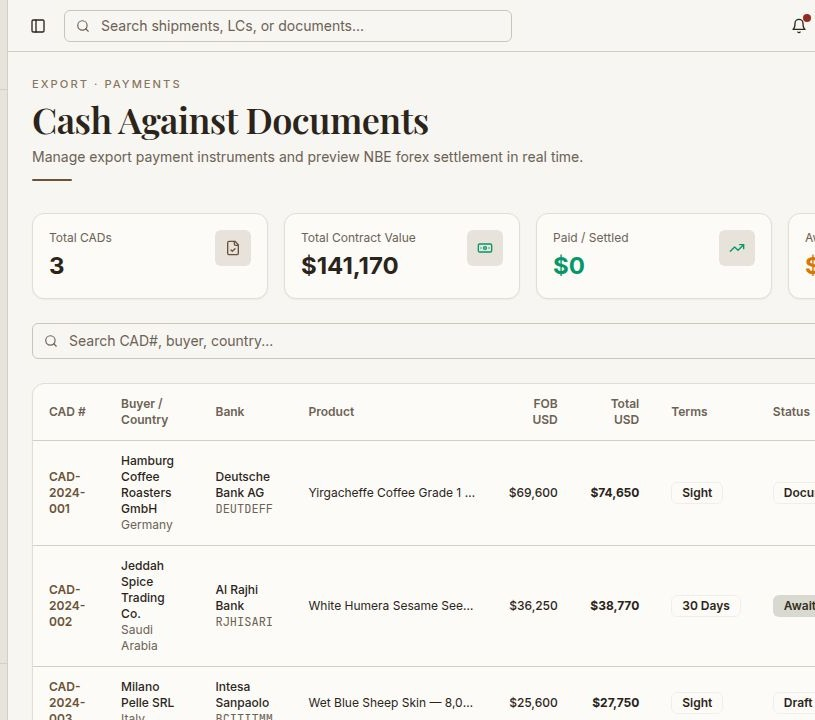 Search shipments, LCs, or documents...
EXPORT · PAYMENTS
Cash Against Documents
Manage export payment instruments and preview NBE forex settlement in real time.
Total CADs
3
Total Contract Value
$141,170
Paid / Settled
$0
$
Search CAD#, buyer, country...
CAD #
Buyer /
Country
Bank
Product
FOB
USD
Total
USD
Terms
Status
CAD-
2024-
001
Hamburg
Coffee
Roasters
GmbH
Germany
Deutsche
Bank AG
DEUTDEFF
Yirgacheffe Coffee Grade 1 ...
$69,600
$74,650
Sight
Docu
CAD-
2024-
002
Jeddah
Spice
Trading
Co.
Saudi
Arabia
Al Rajhi
Bank
RJHISARI
White Humera Sesame See...
$36,250
$38,770
30 Days
Await
CAD-
2024-
003
Milano
Pelle SRL
Italy
Intesa
Sanpaolo
BCITITMM
Wet Blue Sheep Skin — 8,0...
$25,600
$27,750
Sight
Draft